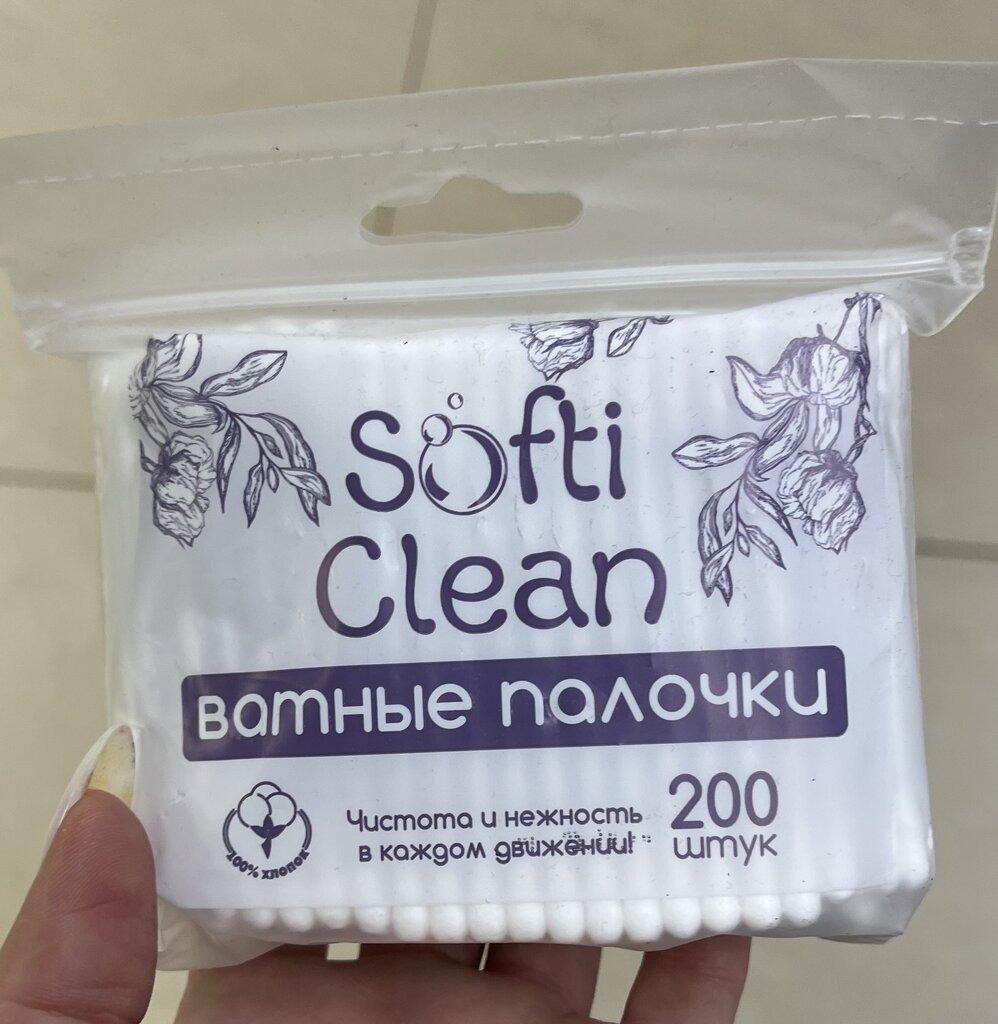 Softi
Clean
ватные палочки
100% хлопок
Чистота и нежность
в каждом движении!
200
штук